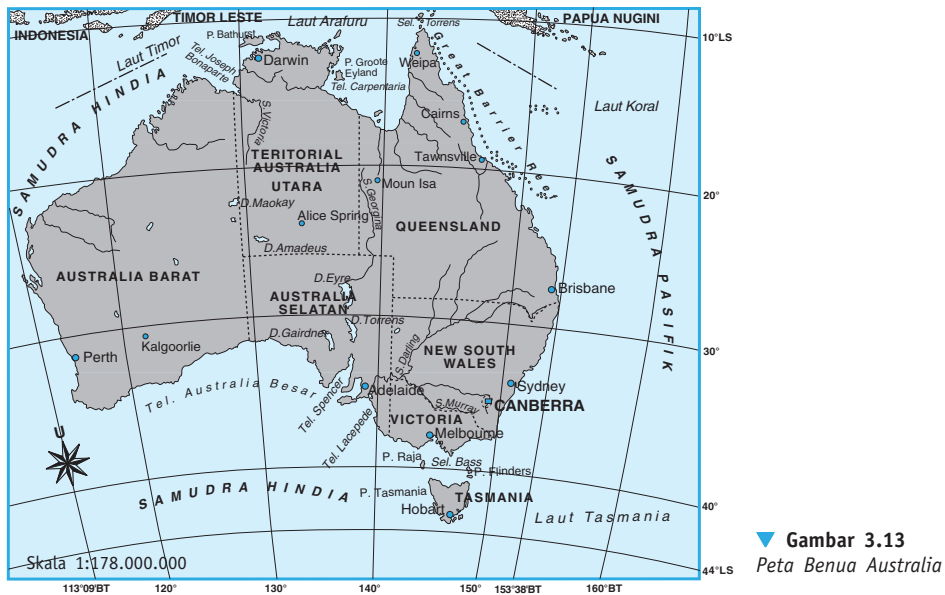 INDONESIA
TIMOR LESTE
Laut Arafuru
Sel. Torrens
PAPUA NUGINI
10°LS
P. Bathurst
Laut Timor
Tel. Joseph
Bonaparte
Darwin
P. Groote
Eyland
Tel. Carpentaria
Weipa
Great Barrier Reef
Laut Koral
SAMUDRA HINDIA
S. Victoria
Cairns
Tawnsville
SAMUDRA PASIFIK
TERITORIAL
AUSTRALIA
UTARA
S. Georgina
Moun Isa
20°
D.Maokay
Alice Spring
QUEENSLAND
D.Amadeus
AUSTRALIA BARAT
D.Eyre
AUSTRALIA
SELATAN
Brisbane
D.Torrens
D.Gairdner
Kalgoorlie
Perth
S. Darling
NEW SOUTH
WALES
30°
Tel. Australia Besar
Tel. Spencer
Adelaide
Sydney
S.Murray
CANBERRA
Tel. Lacepede
VICTORIA
Melbourne
U
P. Raja
Sel. Bass
P. Flinders
SAMUDRA HINDIA
P. Tasmania
TASMANIA
Hobart
Laut Tasmania
40°
Skala 1:178.000.000
44°LS
113°09'BT
120°
130°
140°
150°
153°38'BT
160°BT
Gambar 3.13
Peta Benua Australia